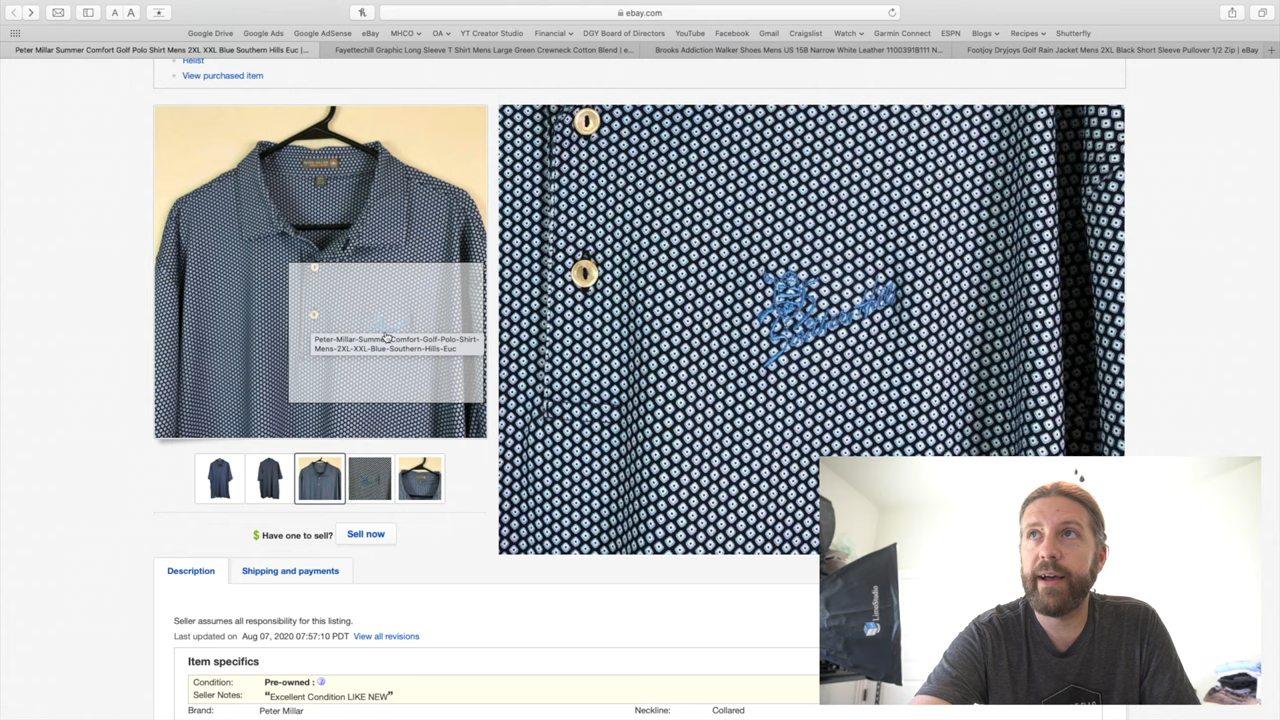 ebay.com
Google Drive Google Ads Google AdSense eBay YT Creator Studio Financial MHCO OA DGY Board of Directors YouTube Facebook Gmail Craigslist Watch Garmin Connect ESPN Blogs Recipes Shutterfly
Peter Millar Summer Comfort Golf Polo Shirt Mens 2XL XXL Blue Southern Hills Euc |...
Fayettechill Graphic Long Sleeve T Shirt Mens Large Green Crewneck Cotton Blend | e...
Brooks Addiction Walker Shoes Mens US 15B Narrow White Leather 1100391B111 N...
Footjoy Dryjoys Golf Rain Jacket Mens 2XL Black Short Sleeve Pullover 1/2 Zip | eBay
Relist
View purchased item
Peter-Millar-Summer-Comfort-Golf-Polo-Shirt-
Mens-2XL-XXL-Blue-Southern-Hills-Euc
$ Have one to sell? Sell now
Description Shipping and payments
Seller assumes all responsibility for this listing.
Last updated on Aug 07, 2020 07:57:10 PDT View all revisions
Item specifics
Condition: Pre-owned :
Seller Notes: “Excellent Condition LIKE NEW”
Brand: Peter Millar Neckline: Collared
LimoStudio